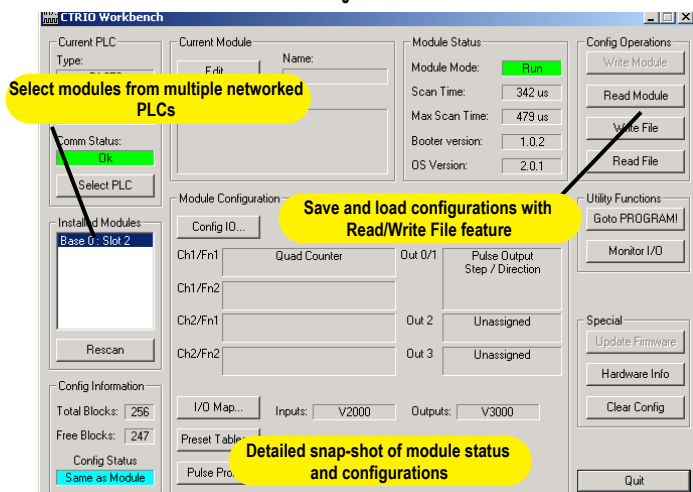 CTRIO Workbench
Current PLC
Type:
Select modules from multiple networked
PLCs
Comm Status:
Ok
Select PLC
Installed Modules
Base 0 : Slot 2
Rescan
Config Information
Total Blocks: 256
Free Blocks: 247
Config Status
Same as Module
Current Module
Edit
Name:
Module Status
Module Mode: Run
Scan Time: 342 us
Max Scan Time: 479 us
Booter version: 1.0.2
OS Version: 2.0.1
Module Configuration
Config IO...
Save and load configurations with
Read/Write File feature
Ch1/Fn1 Quad Counter Out 0/1 Pulse Output
Step / Direction
Ch1/Fn2
Ch2/Fn1 Out 2 Unassigned
Ch2/Fn2 Out 3 Unassigned
I/O Map... Inputs: V2000 Outputs: V3000
Preset Table
Detailed snap-shot of module status
and configurations
Pulse Pro
Config Operations
Write Module
Read Module
Write File
Read File
Utility Functions
Goto PROGRAM!
Monitor I/O
Special
Update Firmware
Hardware Info
Clear Config
Quit